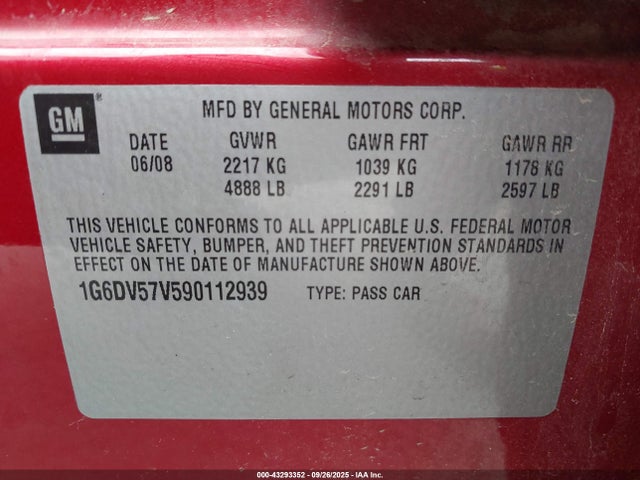 GM®
MFD BY GENERAL MOTORS CORP.
DATE GVWR GAWR FRT GAWR RR
06/08 2217 KG 1039 KG 1178 KG
4888 LB 2291 LB 2597 LB
THIS VEHICLE CONFORMS TO ALL APPLICABLE U.S. FEDERAL MOTOR
VEHICLE SAFETY, BUMPER, AND THEFT PREVENTION STANDARDS IN
EFFECT ON THE DATE OF MANUFACTURE SHOWN ABOVE.
1G6DV57V590112939 TYPE: PASS CAR
000-43293352 - 09/26/2025 - IAA Inc.